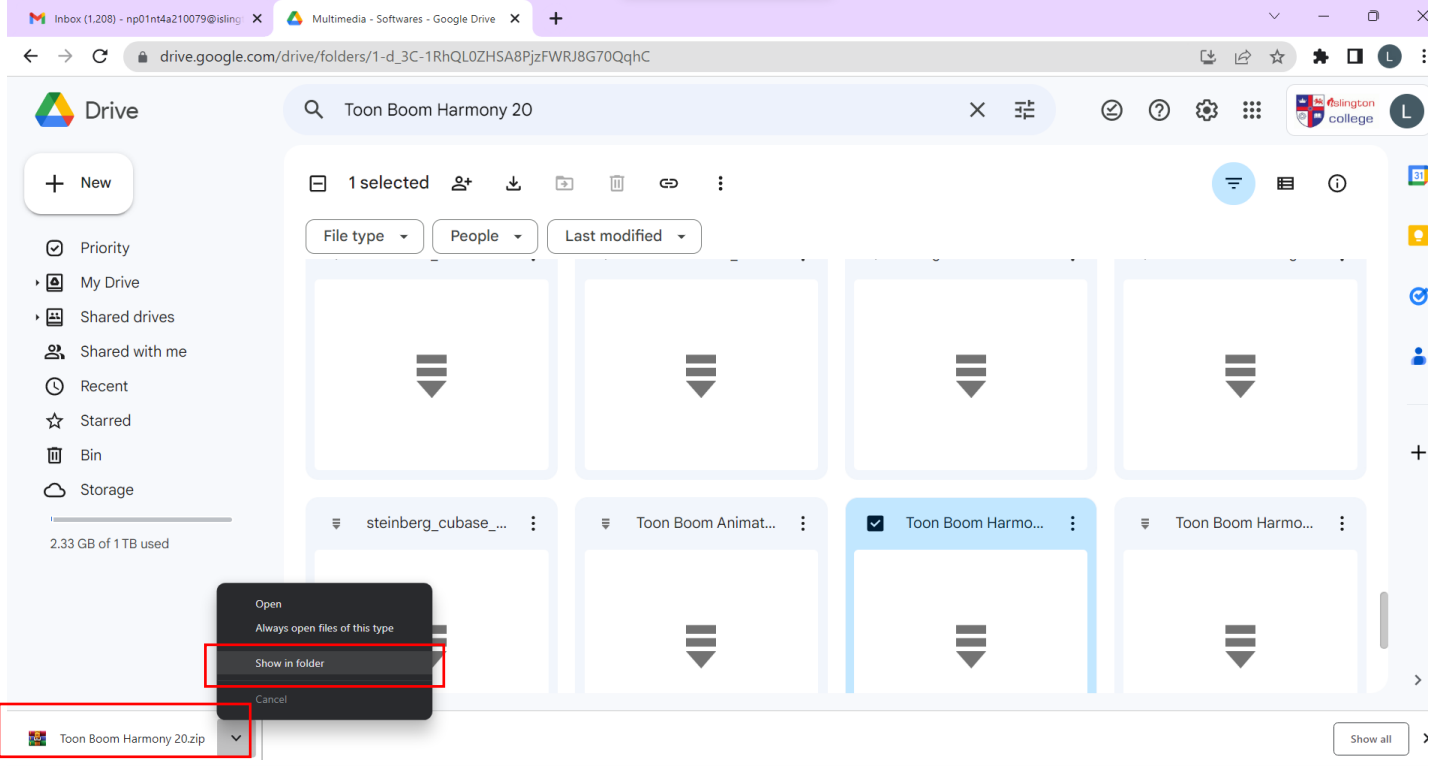 Inbox (1,208) - np01nt4a210079@isling
Multimedia - Softwares - Google Drive
drive.google.com/drive/folders/1-d_3C-1RhQL0ZHSA8PjzFWRJ8G70QqhC
L
Drive
Toon Boom Harmony 20
islington
college
L
New
1 selected
31
File type
People
Last modified
Priority
My Drive
Shared drives
Shared with me
Recent
Starred
Bin
Storage
2.33 GB of 1 TB used
steinberg_cubase_...
Toon Boom Animat...
Toon Boom Harmo...
Toon Boom Harmo...
Open
Always open files of this type
Show in folder
Cancel
Toon Boom Harmony 20.zip
Show all